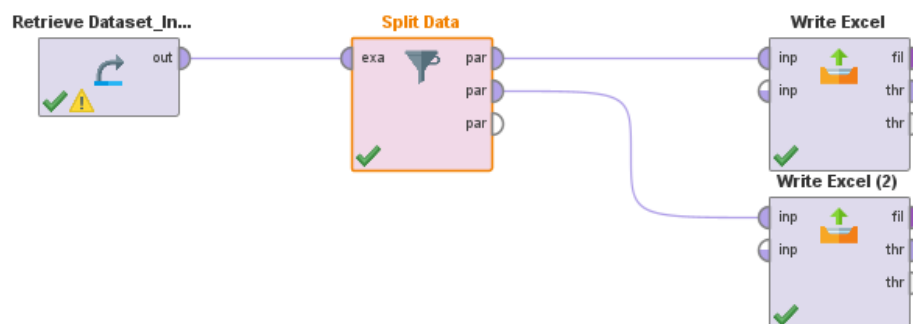 Retrieve Dataset_In...
out
Split Data
exa
par
par
par
Write Excel
inp
fil
inp
thr
thr
Write Excel (2)
inp
fil
inp
thr
thr